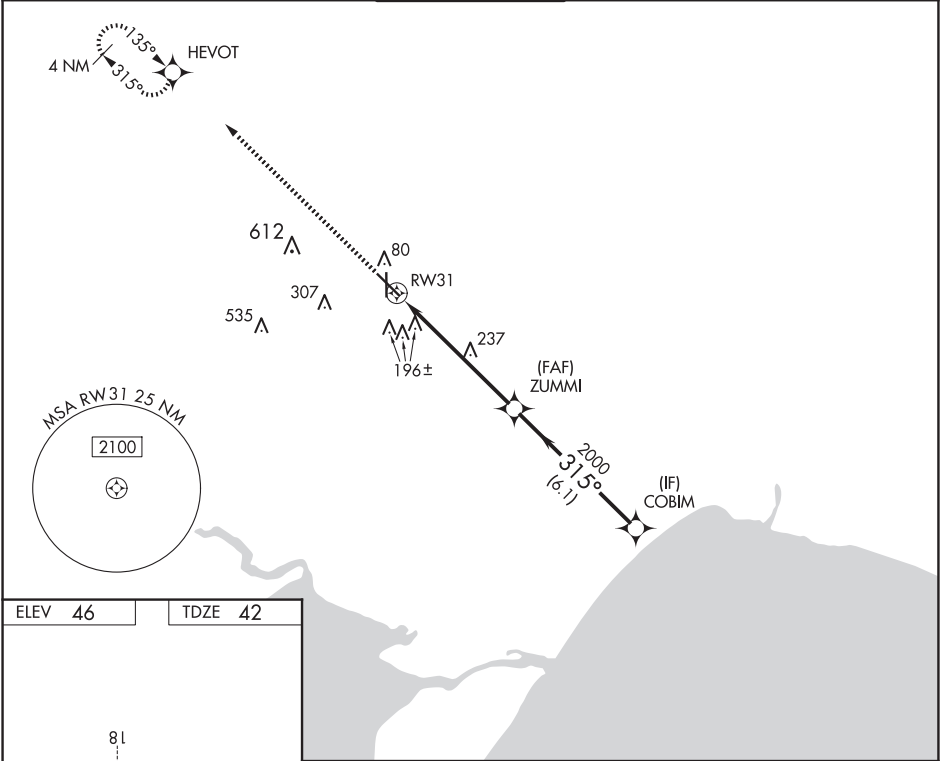 135°
HEVOT
4 NM
315°
612
80
RW31
307
535
237
196±
(FAF)
ZUMMI
MSA RW31 25 NM
2100
2000
315°
(6.1)
(IF)
COBIM
ELEV 46
TDZE 42
18